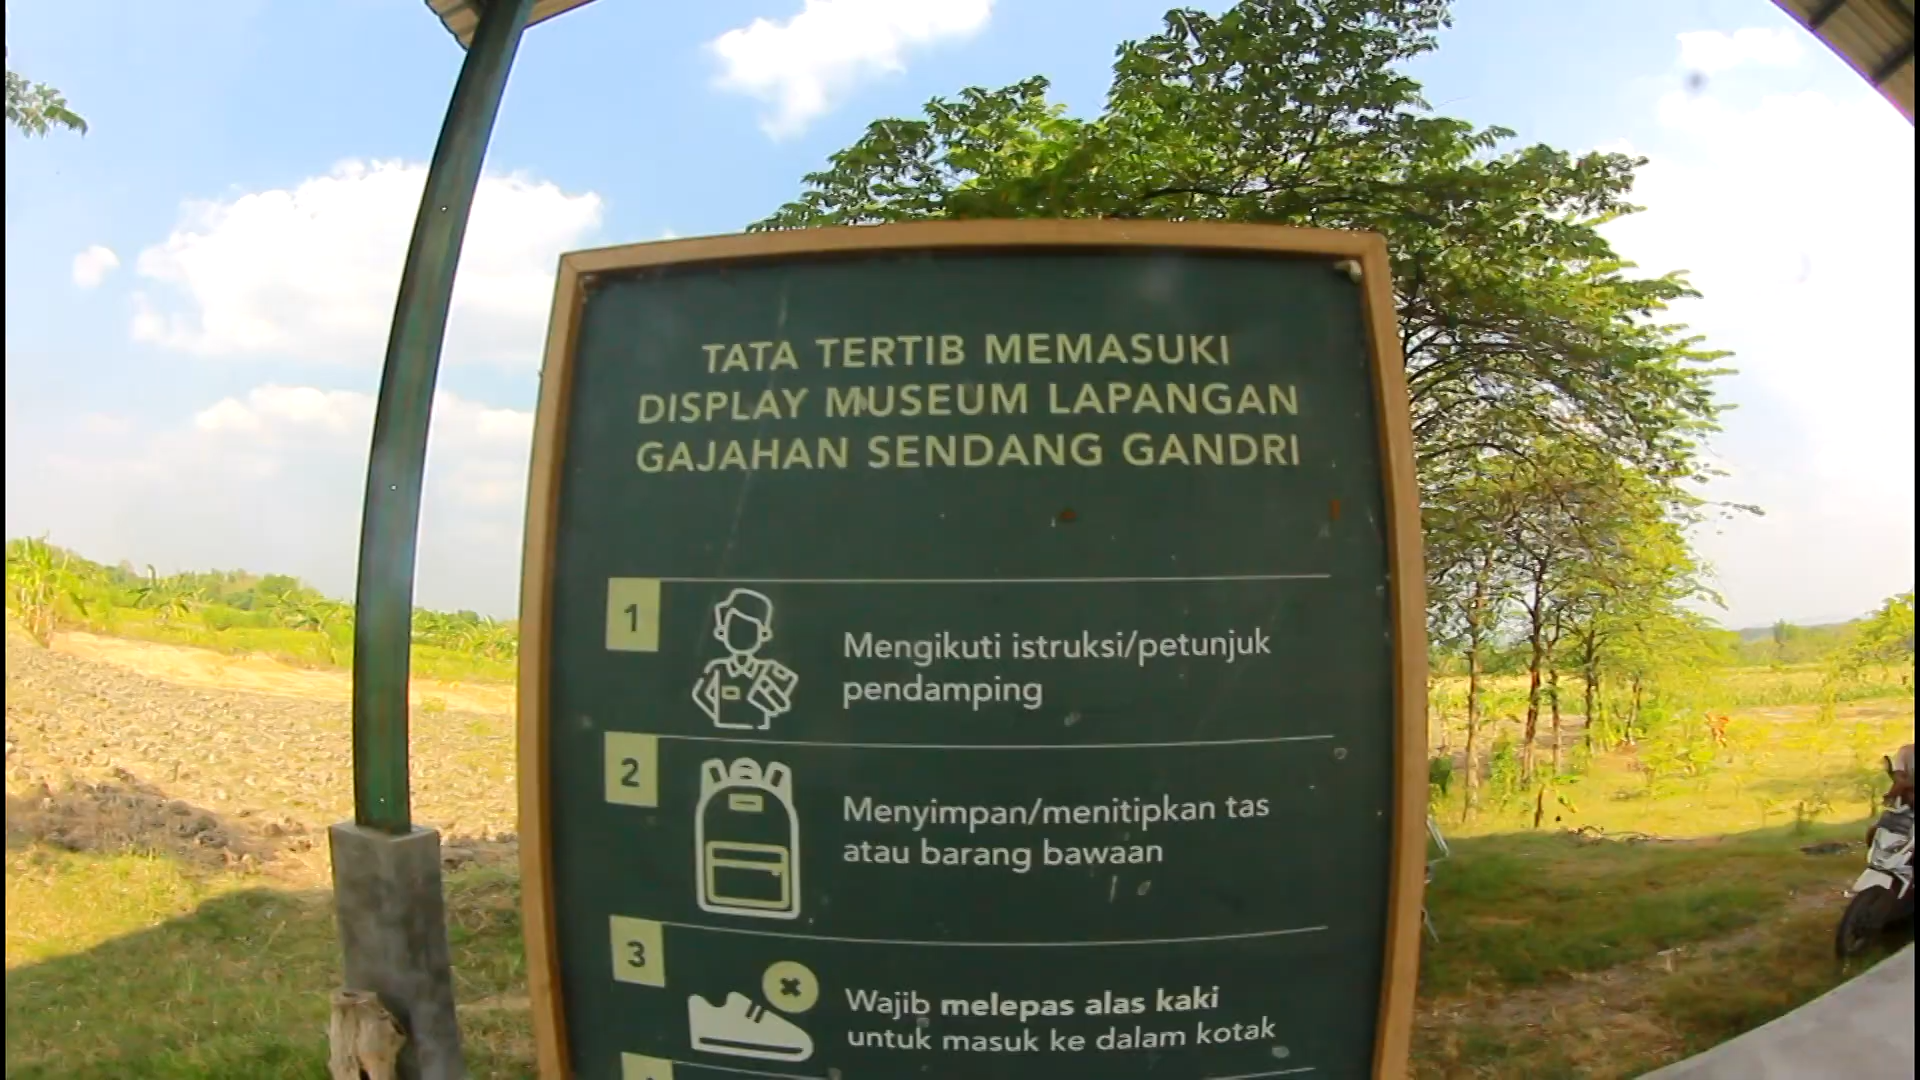 TATA TERTIB MEMASUKI
DISPLAY MUSEUM LAPANGAN
GAJAHAN SENDANG GANDRI
1
Mengikuti istruksi/petunjuk
pendamping
2
Menyimpan/menitipkan tas
atau barang bawaan
3
Wajib melepas alas kaki
untuk masuk ke dalam kotak